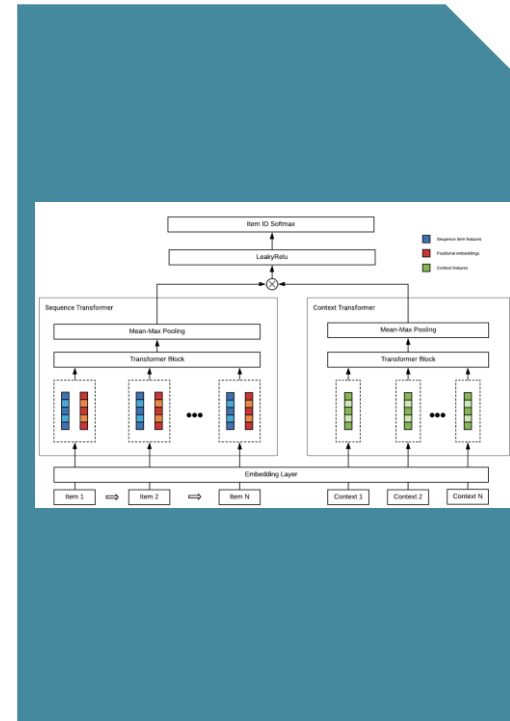 Item ID Softmax
LeakyRelu
Sequence item features
Positional embeddings
Context features
Sequence Transformer
Mean-Max Pooling
Transformer Block
Context Transformer
Mean-Max Pooling
Transformer Block
Embedding Layer
Item 1
Item 2
Item N
Context 1
Context 2
Context N